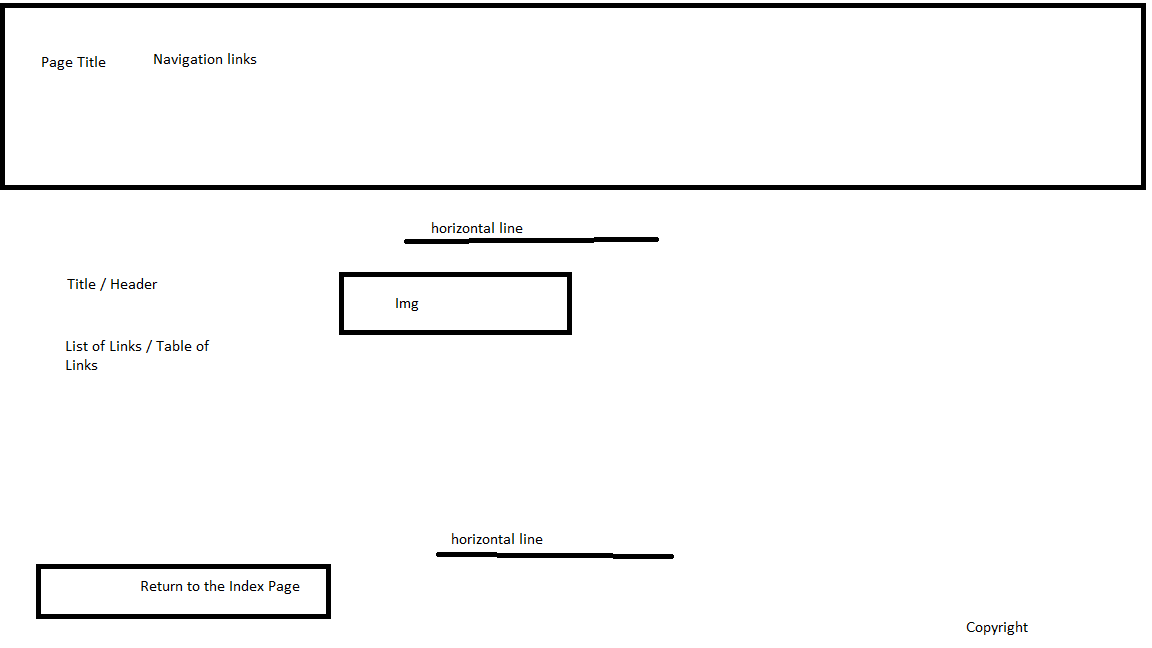 Page Title
Navigation links
horizontal line
Title / Header
Img
List of Links / Table of
Links
horizontal line
Return to the Index Page
Copyright